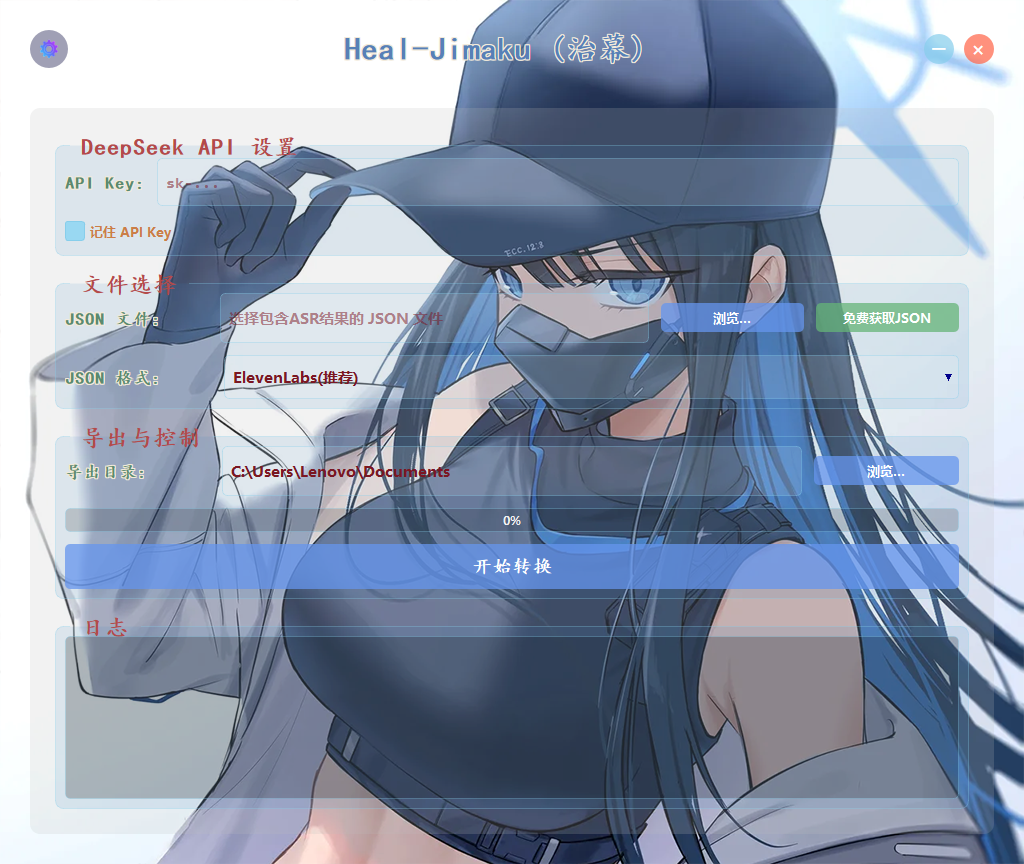 Heal-Jimaku (治幕)
DeepSeek API 设置
API Key: sk-...
记住 API Key
ECC.12:8
文件选择
JSON 文件: 选择包含ASR结果的 JSON 文件 浏览... 免费获取JSON
JSON 格式: ElevenLabs(推荐) ▼
导出与控制
导出目录: C:\Users\Lenovo\Documents 浏览...
0%
开始转换
日志